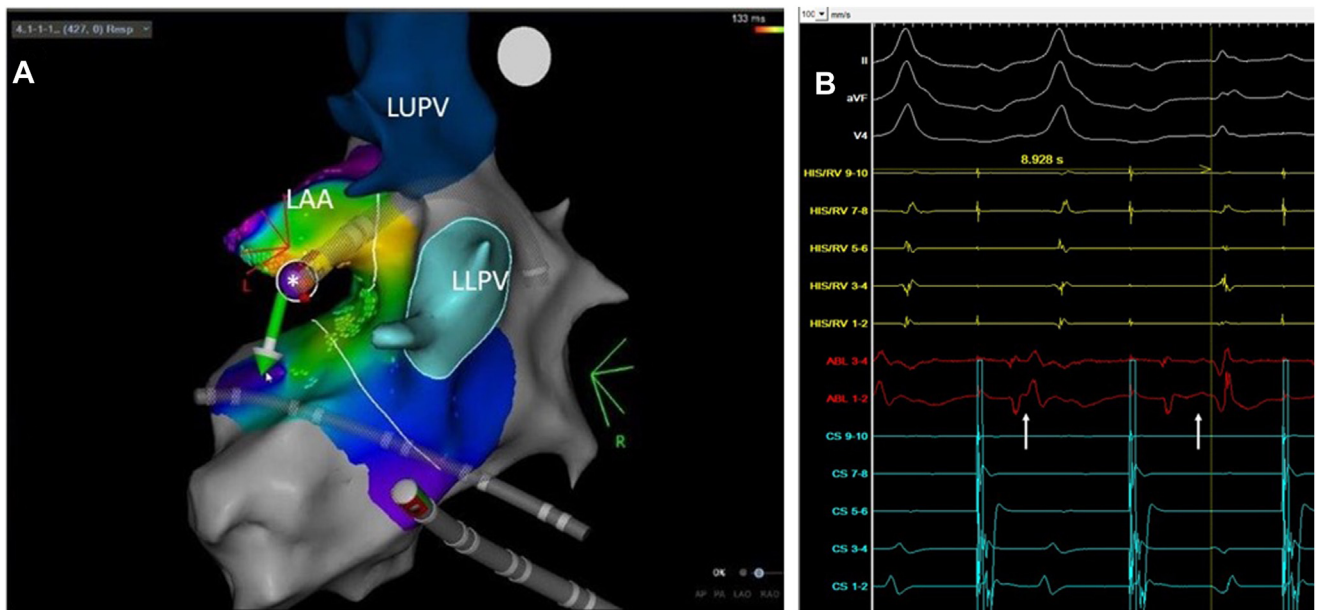 4..1-1-1.. (427, 0) Resp
133 ms
A
LUPV
LAA
LLPV
L
R
OK
AP PA LAO RAO
100 mm/s
B
II
aVF
V4
8.928 s
HIS/RV 9-10
HIS/RV 7-8
HIS/RV 5-6
HIS/RV 3-4
HIS/RV 1-2
ABL 3-4
ABL 1-2
CS 9-10
CS 7-8
CS 5-6
CS 3-4
CS 1-2